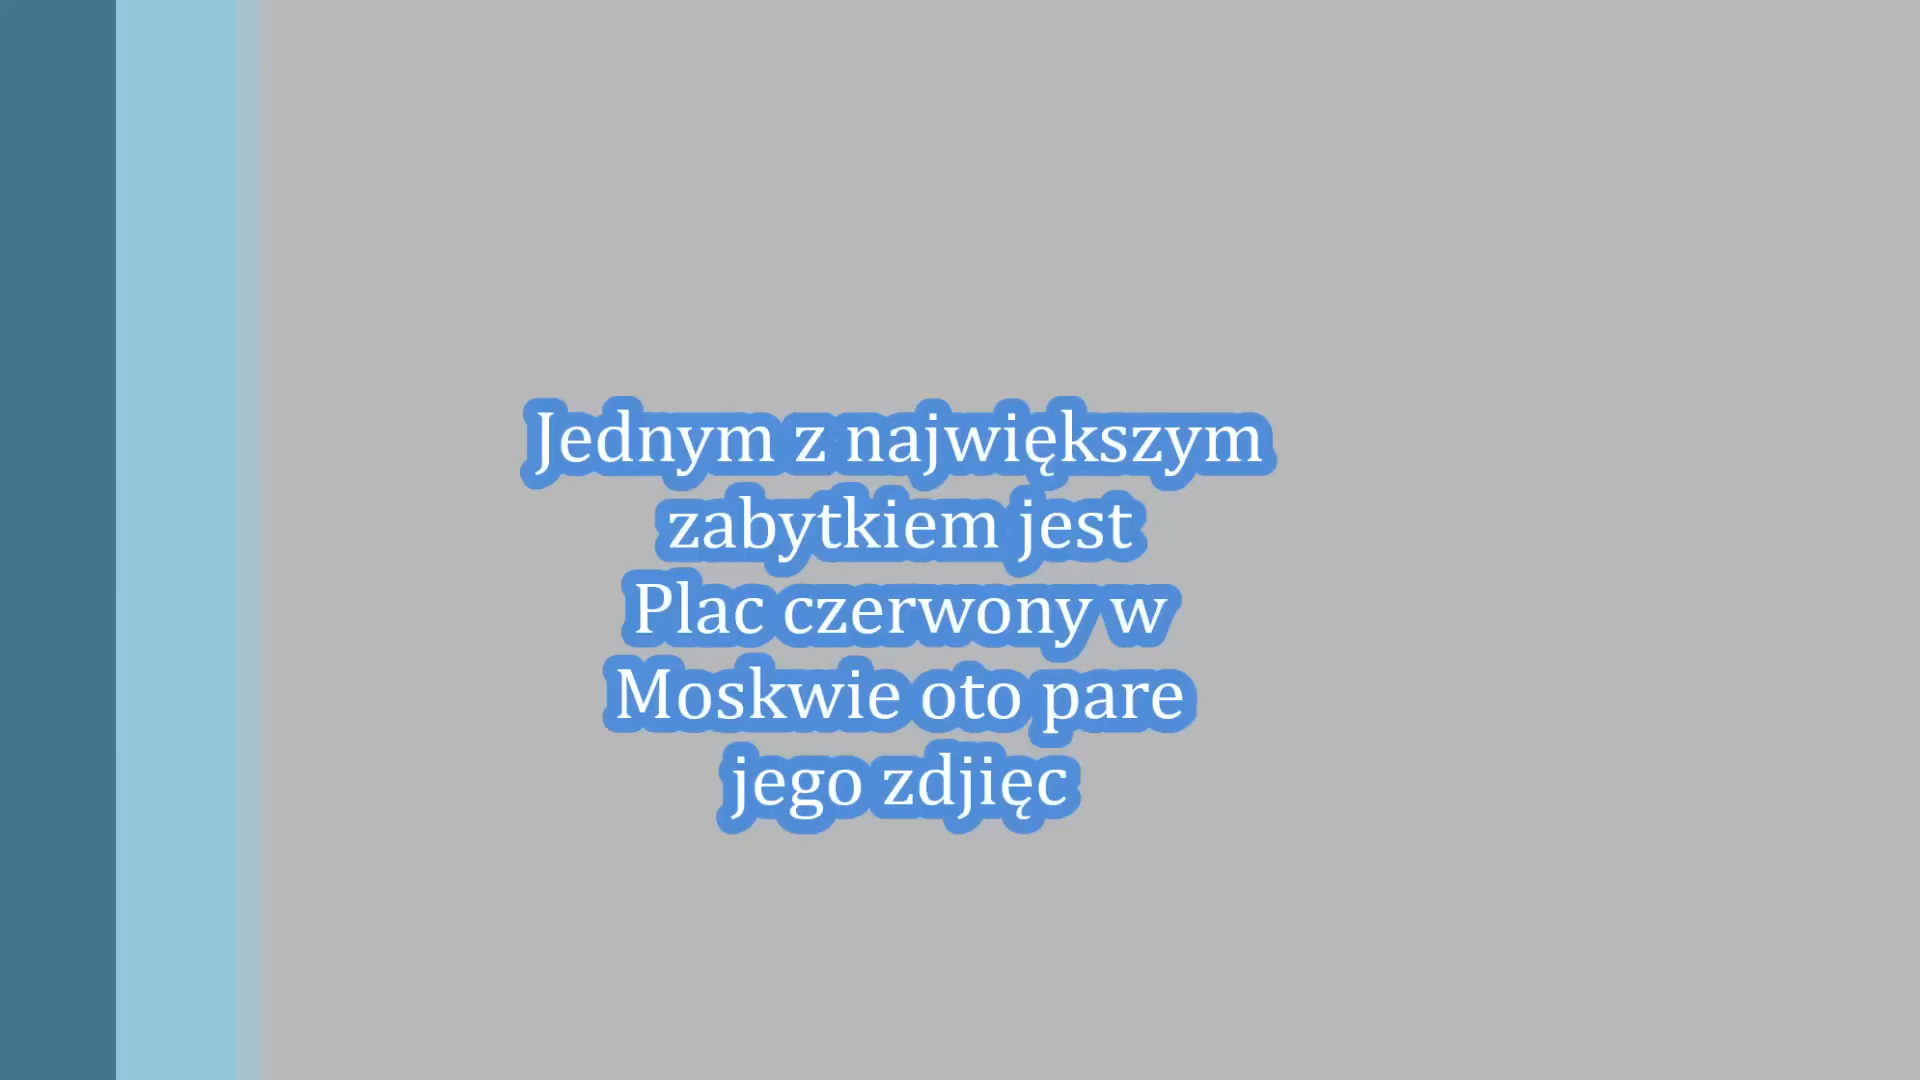 Jednym z największym
zabytkiem jest
Plac czerwony w
Moskwie oto pare
jego zdjięc